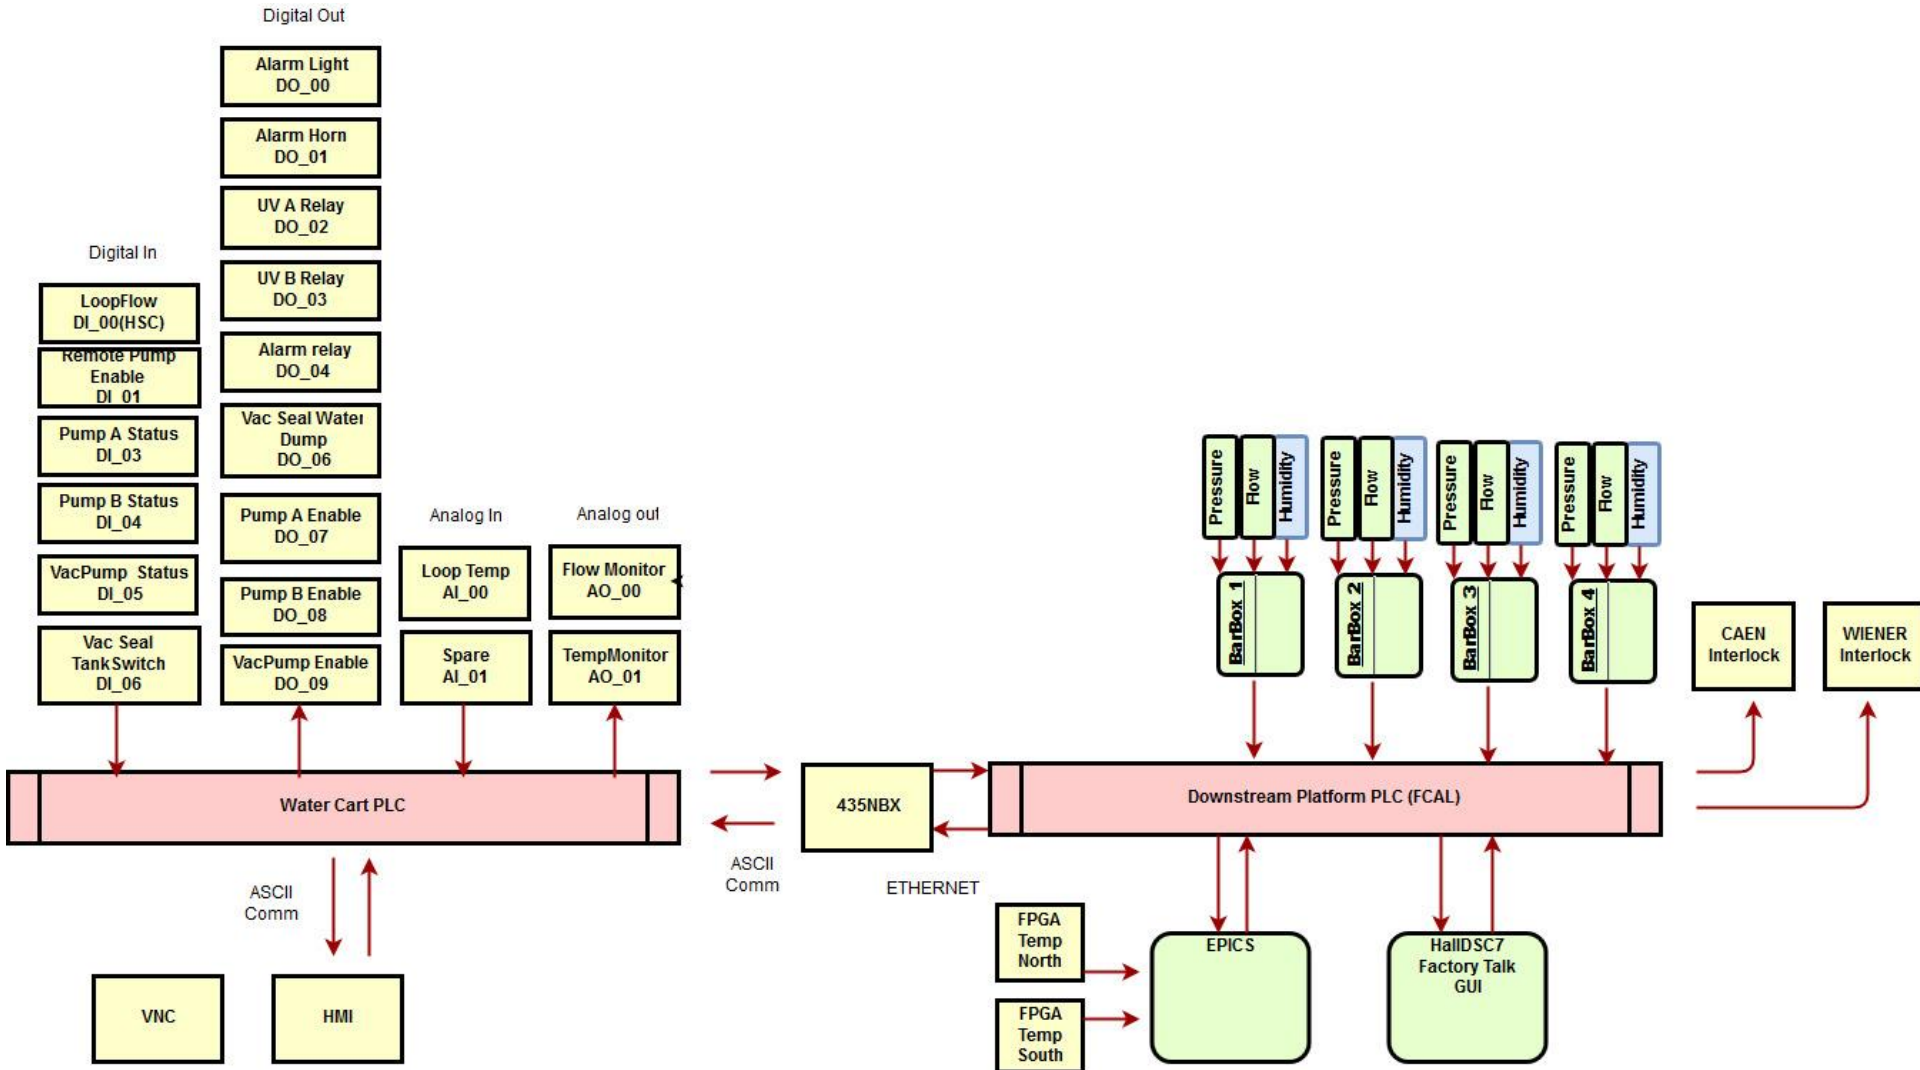 Digital Out
Alarm Light
DO_00
Alarm Horn
DO_01
UV A Relay
DO_02
UV B Relay
DO_03
Alarm relay
DO_04
Vac Seal Water
Dump
DO_06
Pump A Enable
DO_07
Pump B Enable
DO_08
VacPump Enable
DO_09
Digital In
LoopFlow
DI_00(HSC)
Remote Pump
Enable
DI_01
Pump A Status
DI_03
Pump B Status
DI_04
VacPump Status
DI_05
Vac Seal
TankSwitch
DI_06
Analog In
Loop Temp
AI_00
Spare
AI_01
Analog out
Flow Monitor
AO_00
TempMonitor
AO_01
Water Cart PLC
ASCII
Comm
VNC
HMI
ASCII
Comm
435NBX
ETHERNET
Pressure
Flow
Humidity
BarBox 1
Pressure
Flow
Humidity
BarBox 2
Pressure
Flow
Humidity
BarBox 3
Pressure
Flow
Humidity
BarBox 4
CAEN
Interlock
WIENER
Interlock
Downstream Platform PLC (FCAL)
FPGA
Temp
North
FPGA
Temp
South
EPICS
HallDSC7
Factory Talk
GUI